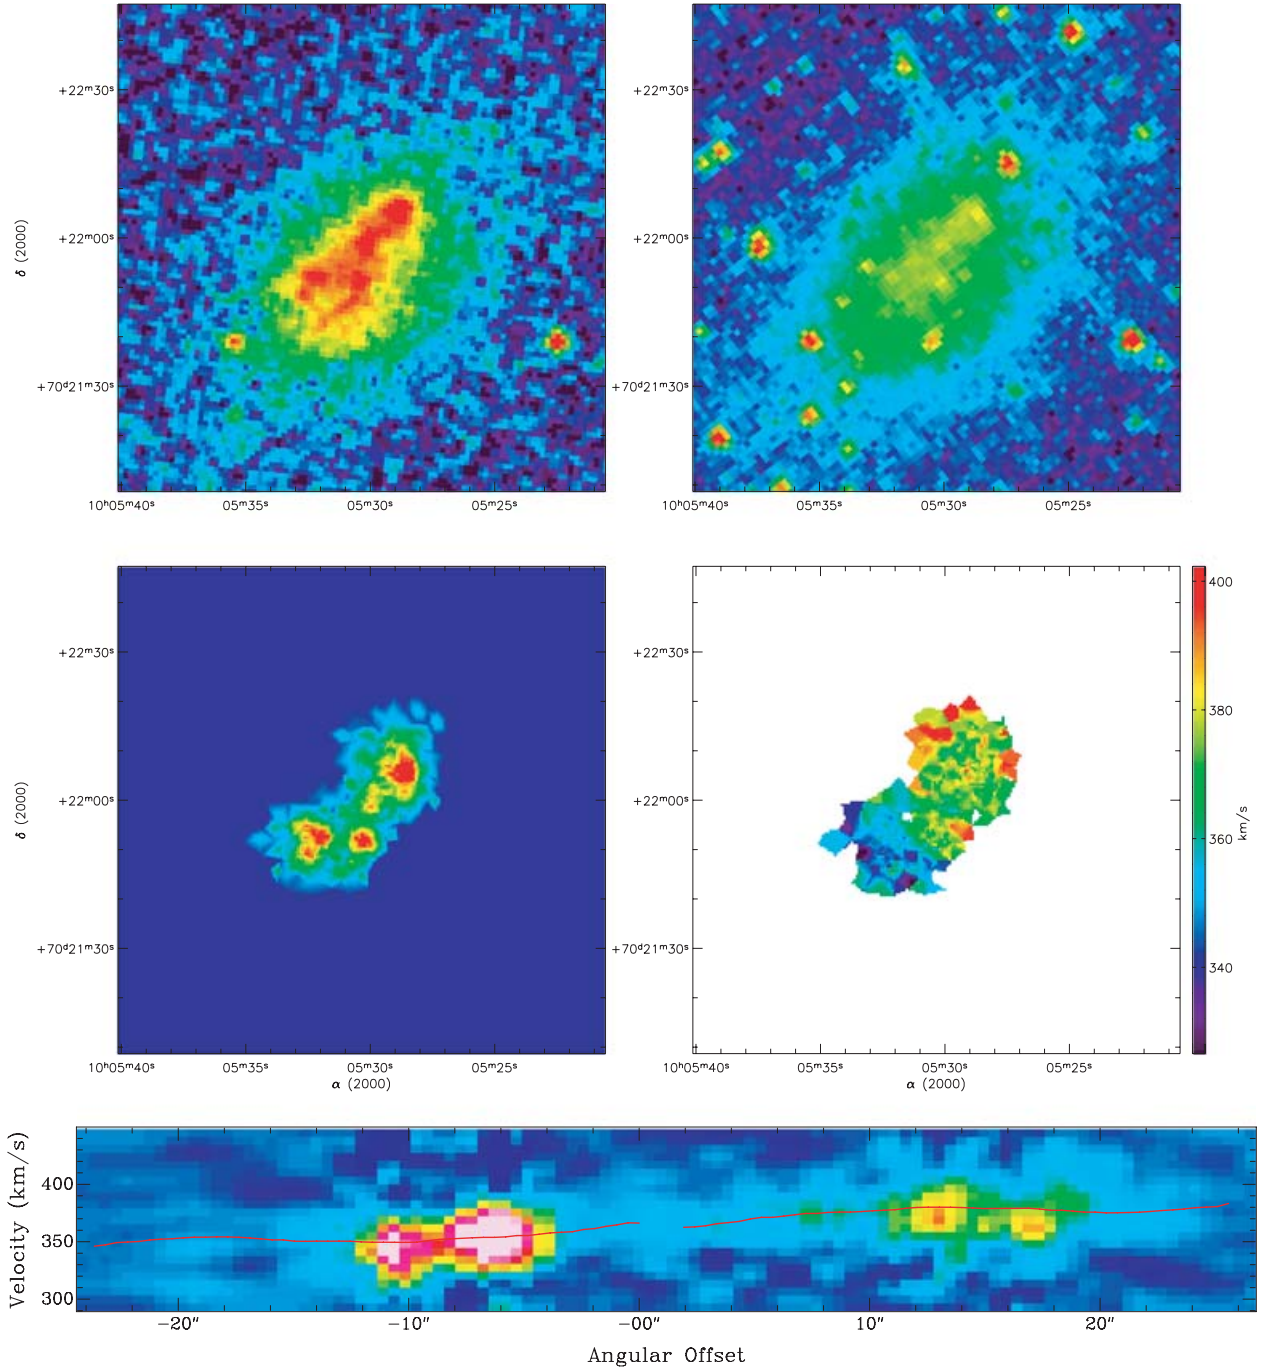 +22ᵐ30ˢ
+22ᵐ30ˢ
δ (2000)
+22ᵐ00ˢ
+22ᵐ00ˢ
+70ᵈ21ᵐ30ˢ
+70ᵈ21ᵐ30ˢ
10ʰ05ᵐ40ˢ 05ᵐ35ˢ 05ᵐ30ˢ 05ᵐ25ˢ
10ʰ05ᵐ40ˢ 05ᵐ35ˢ 05ᵐ30ˢ 05ᵐ25ˢ
+22ᵐ30ˢ
+22ᵐ30ˢ
δ (2000)
+22ᵐ00ˢ
+22ᵐ00ˢ
+70ᵈ21ᵐ30ˢ
+70ᵈ21ᵐ30ˢ
400
380
360
340
km/s
10ʰ05ᵐ40ˢ 05ᵐ35ˢ 05ᵐ30ˢ 05ᵐ25ˢ
α (2000)
10ʰ05ᵐ40ˢ 05ᵐ35ˢ 05ᵐ30ˢ 05ᵐ25ˢ
α (2000)
Velocity (km/s)
400
350
300
-20" -10" -00" 10" 20"
Angular Offset